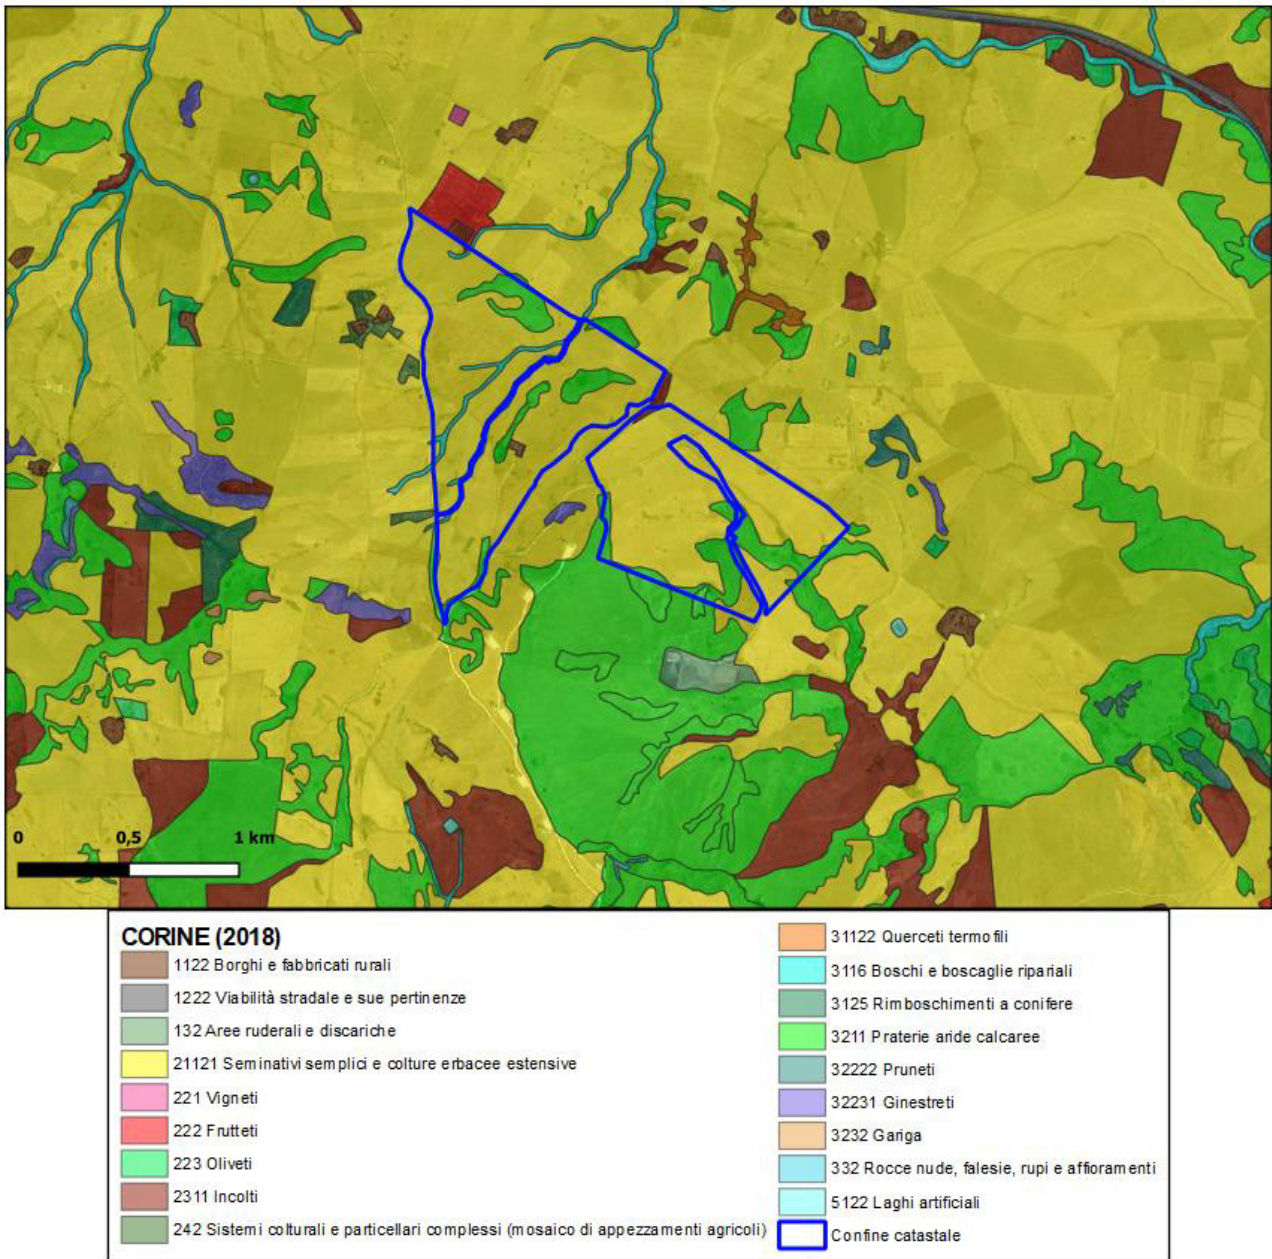 0 0,5 1 km
CORINE (2018)
1122 Borghi e fabbricati rurali
1222 Viabilità stradale e sue pertinenze
132 Aree ruderali e discariche
21121 Seminativi semplici e colture erbacee estensive
221 Vigneti
222 Frutteti
223 Oliveti
2311 Incolti
242 Sistemi colturali e particellari complessi (mosaico di appezzamenti agricoli)
31122 Querceti termofili
3116 Boschi e boscaglie ripariali
3125 Rimboschimenti a conifere
3211 Praterie aride calcaree
32222 Pruneti
32231 Ginestreti
3232 Gariga
332 Rocce nude, falesie, rupi e affioramenti
5122 Laghi artificiali
Confine catastale